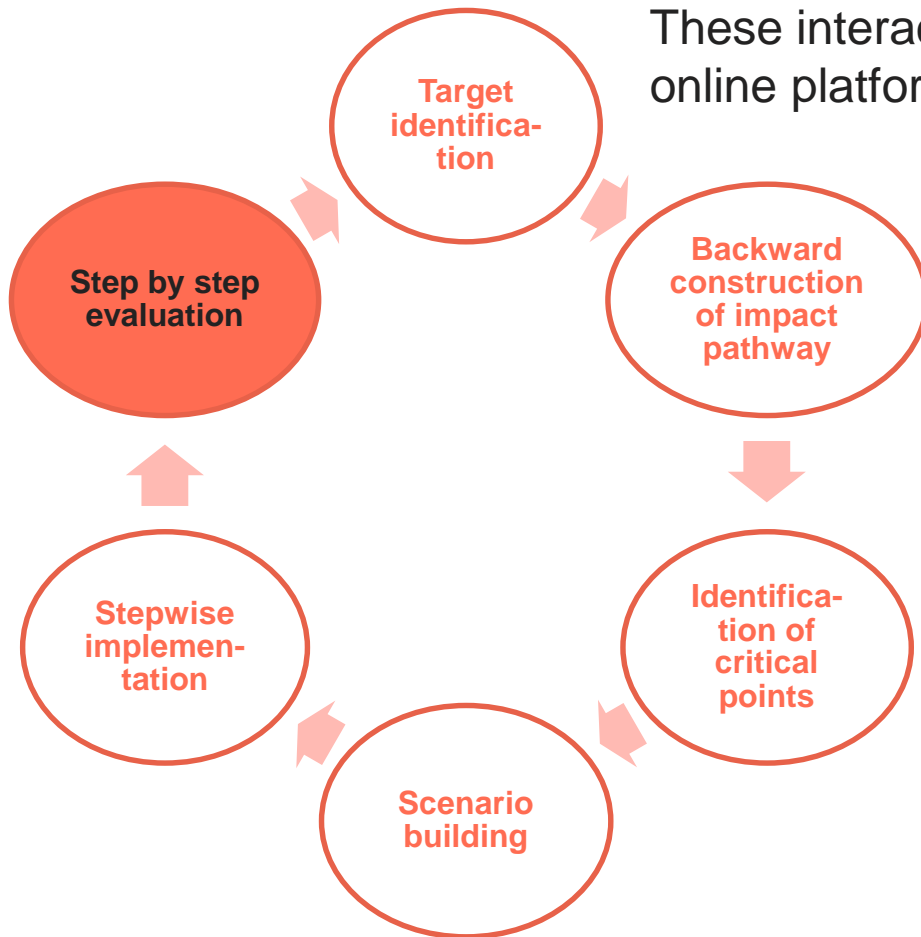 These interac
online platfor
Target
identifica-
tion
Backward
construction
of impact
pathway
Identifica-
tion of
critical
points
Scenario
building
Stepwise
implemen-
tation
Step by step
evaluation